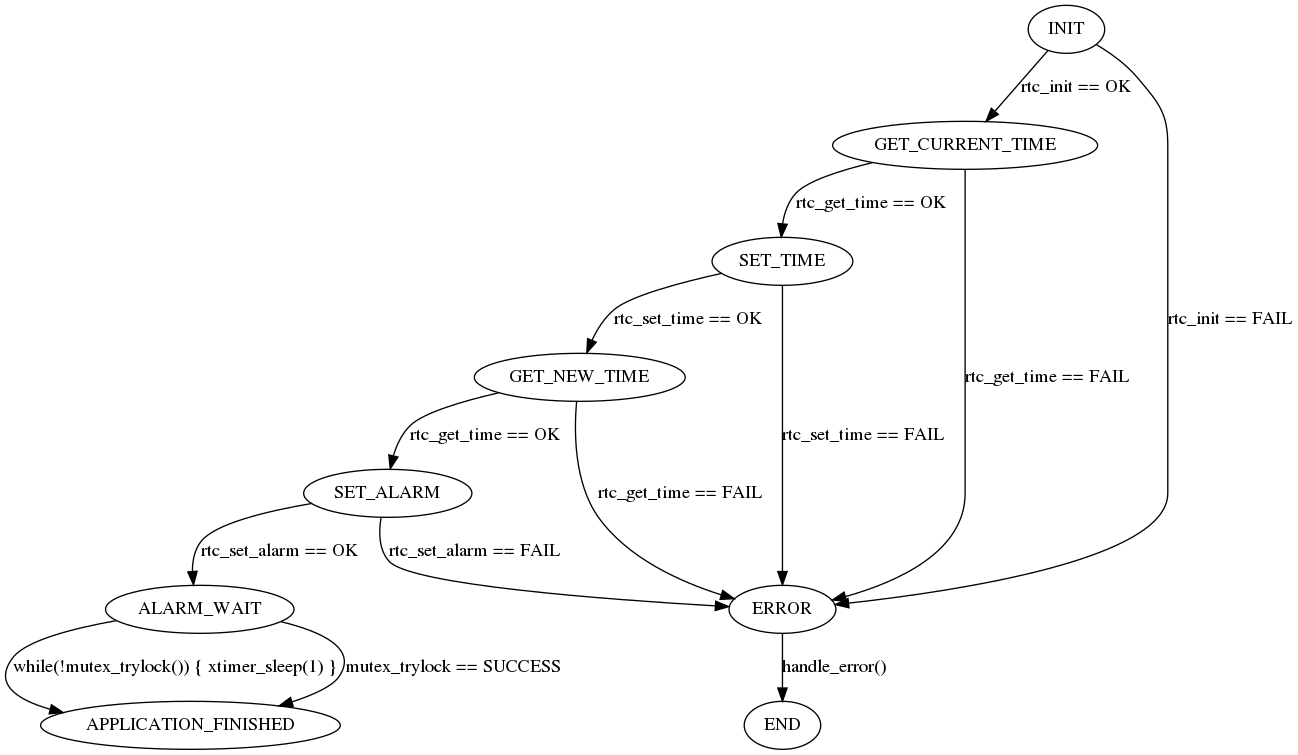 INIT
rtc_init == OK
GET_CURRENT_TIME
rtc_get_time == OK
SET_TIME
rtc_set_time == OK
rtc_init == FAIL
GET_NEW_TIME
rtc_get_time == FAIL
rtc_get_time == OK
rtc_set_time == FAIL
SET_ALARM
rtc_get_time == FAIL
rtc_set_alarm == OK
rtc_set_alarm == FAIL
ALARM_WAIT
ERROR
while(!mutex_trylock()) { xtimer_sleep(1) }
mutex_trylock == SUCCESS
handle_error()
APPLICATION_FINISHED
END